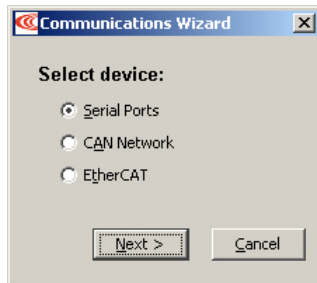 Communications Wizard
Select device:
Serial Ports
CAN Network
EtherCAT
Next > Cancel